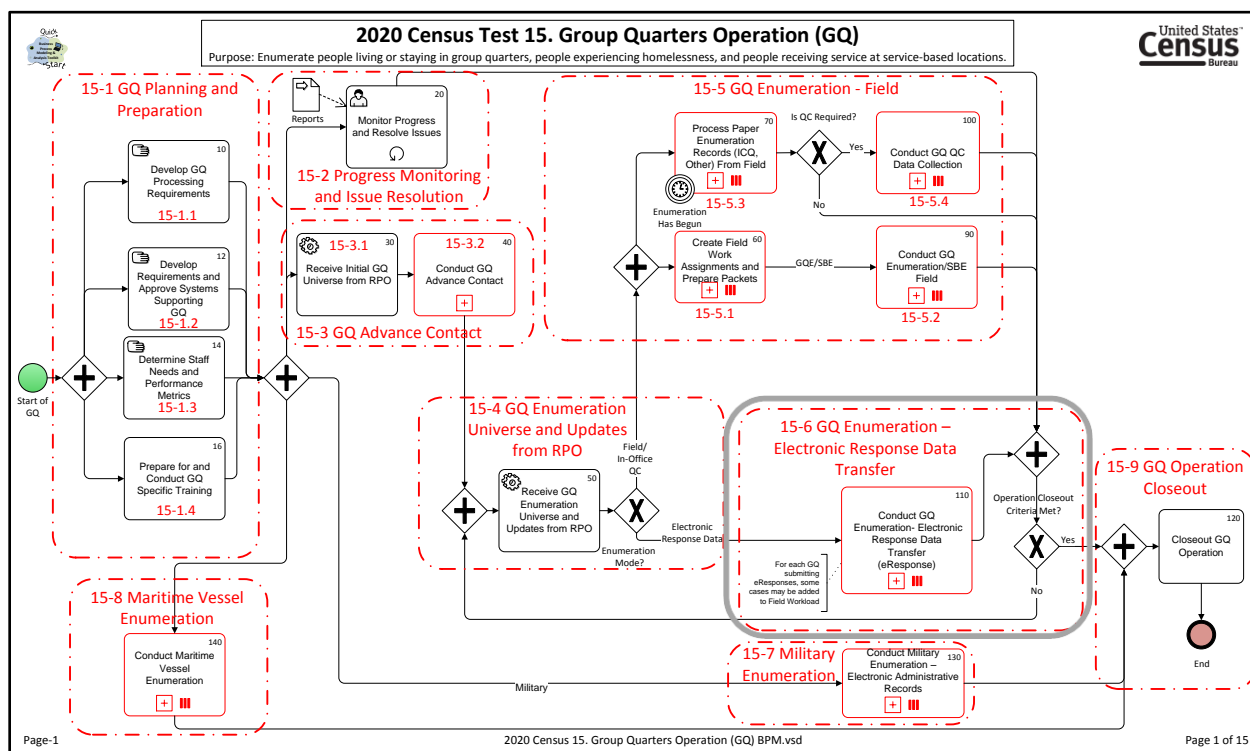 Quick
Business
Process
Modeling &
Analysis Toolkit
Start
2020 Census Test 15. Group Quarters Operation (GQ)
Purpose: Enumerate people living or staying in group quarters, people experiencing homelessness, and people receiving service at service-based locations.
United States™
Census
Bureau
15-1 GQ Planning and
Preparation
10
Develop GQ
Processing
Requirements
15-1.1
12
Develop
Requirements and
Approve Systems
Supporting
GQ
15-1.2
14
Determine Staff
Needs and
Performance
Metrics
15-1.3
16
Prepare for and
Conduct GQ
Specific Training
15-1.4
Start of
GQ
Reports
20
Monitor Progress
and Resolve Issues
15-2 Progress Monitoring
and Issue Resolution
15-3.1
30
Receive Initial GQ
Universe from RPO
15-3.2
40
Conduct GQ
Advance Contact
15-3 GQ Advance Contact
15-5 GQ Enumeration - Field
70
Process Paper
Enumeration
Records (ICQ,
Other) From Field
15-5.3
Enumeration
Has Begun
Is QC Required?
X
Yes
No
100
Conduct GQ QC
Data Collection
15-5.4
60
Create Field
Work
Assignments and
Prepare Packets
15-5.1
GQE/SBE
90
Conduct GQ
Enumeration/SBE
Field
15-5.2
15-4 GQ Enumeration
Universe and Updates
from RPO
50
Receive GQ
Enumeration
Universe and
Updates from RPO
Field/
In-Office
QC
X
Enumeration
Mode?
Electronic
Response Data
15-6 GQ Enumeration –
Electronic Response Data
Transfer
110
Conduct GQ
Enumeration- Electronic
Response Data
Transfer
(eResponse)
For each GQ
submitting
eResponses, some
cases may be added
to Field Workload
Operation Closeout
Criteria Met?
X
Yes
No
15-9 GQ Operation
Closeout
120
Closeout GQ
Operation
End
15-8 Maritime Vessel
Enumeration
140
Conduct Maritime
Vessel
Enumeration
Military
15-7 Military
Enumeration
130
Conduct Military
Enumeration –
Electronic Administrative
Records
Page-1
2020 Census 15. Group Quarters Operation (GQ) BPM.vsd
Page 1 of 15